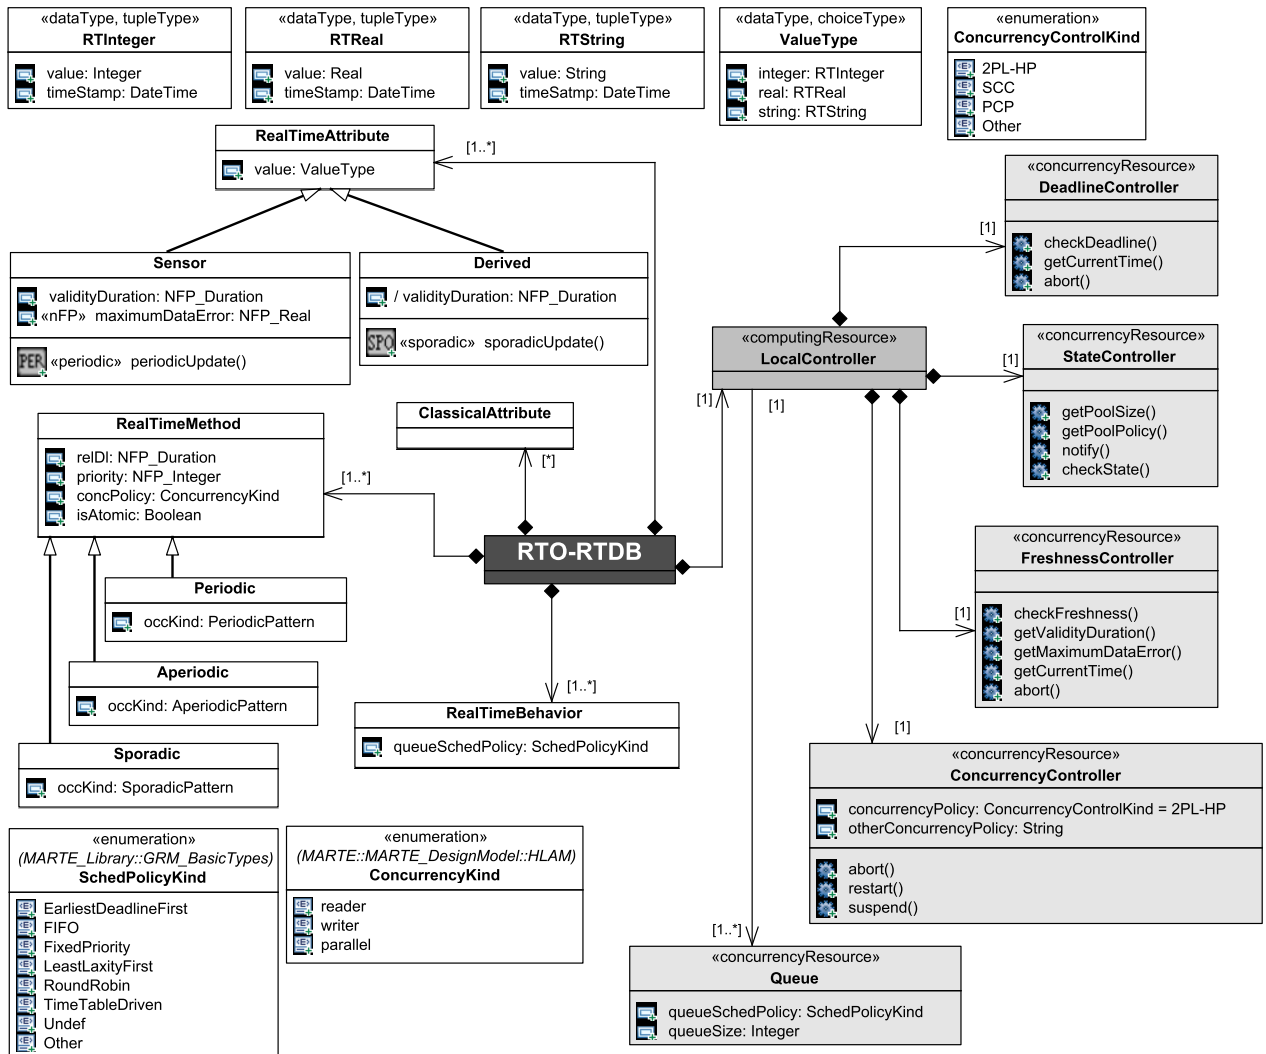 «dataType, tupleType»
RTInteger
value: Integer
timeStamp: DateTime
«dataType, tupleType»
RTReal
value: Real
timeStamp: DateTime
«dataType, tupleType»
RTString
value: String
timeSatmp: DateTime
«dataType, choiceType»
ValueType
integer: RTInteger
real: RTReal
string: RTString
«enumeration»
ConcurrencyControlKind
2PL-HP
SCC
PCP
Other
RealTimeAttribute
value: ValueType
[1..*]
«concurrencyResource»
DeadlineController
checkDeadline()
getCurrentTime()
abort()
[1]
Sensor
validityDuration: NFP_Duration
«nFP» maximumDataError: NFP_Real
PER «periodic» periodicUpdate()
Derived
/ validityDuration: NFP_Duration
SPO «sporadic» sporadicUpdate()
«computingResource»
LocalController
[1]
[1]
«concurrencyResource»
StateController
getPoolSize()
getPoolPolicy()
notify()
checkState()
[1]
RealTimeMethod
relDl: NFP_Duration
priority: NFP_Integer
concPolicy: ConcurrencyKind
isAtomic: Boolean
[1..*]
ClassicalAttribute
[*]
RTO-RTDB
«concurrencyResource»
FreshnessController
checkFreshness()
getValidityDuration()
getMaximumDataError()
getCurrentTime()
abort()
[1]
Periodic
occKind: PeriodicPattern
Aperiodic
occKind: AperiodicPattern
Sporadic
occKind: SporadicPattern
[1..*]
RealTimeBehavior
queueSchedPolicy: SchedPolicyKind
[1]
«concurrencyResource»
ConcurrencyController
concurrencyPolicy: ConcurrencyControlKind = 2PL-HP
otherConcurrencyPolicy: String
abort()
restart()
suspend()
«enumeration»
(MARTE_Library::GRM_BasicTypes)
SchedPolicyKind
EarliestDeadlineFirst
FIFO
FixedPriority
LeastLaxityFirst
RoundRobin
TimeTableDriven
Undef
Other
«enumeration»
(MARTE::MARTE_DesignModel::HLAM)
ConcurrencyKind
reader
writer
parallel
[1..*]
«concurrencyResource»
Queue
queueSchedPolicy: SchedPolicyKind
queueSize: Integer